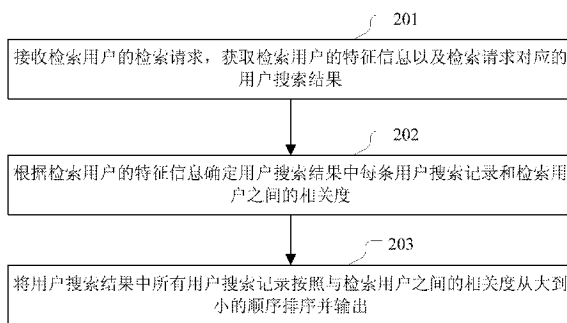 201
接收检索用户的检索请求，获取检索用户的特征信息以及检索请求对应的
用户搜索结果
202
根据检索用户的特征信息确定用户搜索结果中每条用户搜索记录和检索用
户之间的相关度
203
将用户搜索结果中所有用户搜索记录按照与检索用户之间的相关度从大到
小的顺序排序并输出